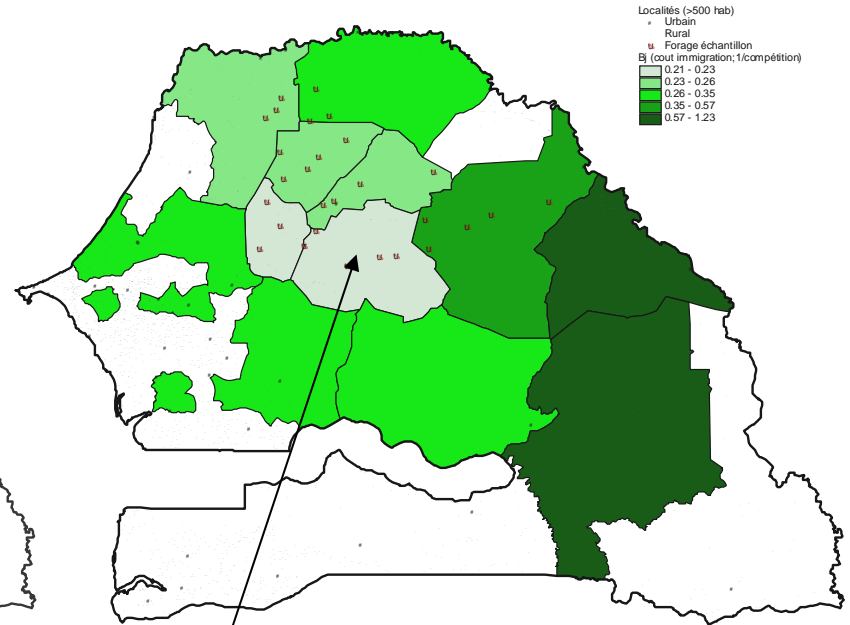 Localités (>500 hab)
Urbain
Rural
Forage échantillon
Bj (cout immigration;1/compétition)
0.21 - 0.23
0.23 - 0.26
0.26 - 0.35
0.35 - 0.57
0.57 - 1.23